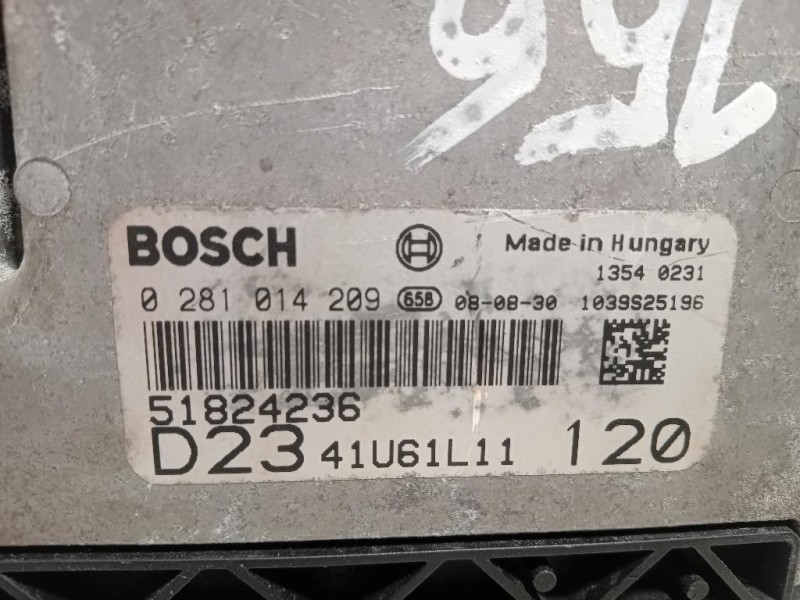 156
BOSCH Made in Hungary
1354 0231
0 281 014 209 658 08-08-30 1039S25196
51824236
D23 41U61L11 120